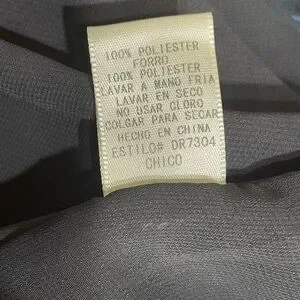 100% POLIESTER
FORRO
100% POLIESTER
LAVAR A MANO FRIA
LAVAR EN SECO
NO USAR CLORO
COLGAR PARA SECAR
HECHO EN CHINA
ESTILO# DR7304
CHICO